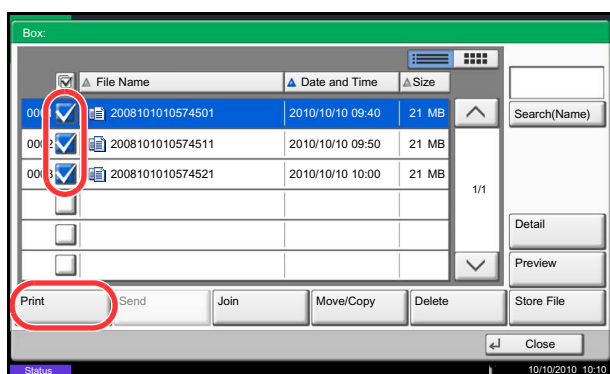 Box:
File Name Date and Time Size
0001 2008101010574501 2010/10/10 09:40 21 MB
Search(Name)
0002 2008101010574511 2010/10/10 09:50 21 MB
0003 2008101010574521 2010/10/10 10:00 21 MB
1/1
Detail
Preview
Print Send Join Move/Copy Delete Store File
Close
Status 10/10/2010 10:10